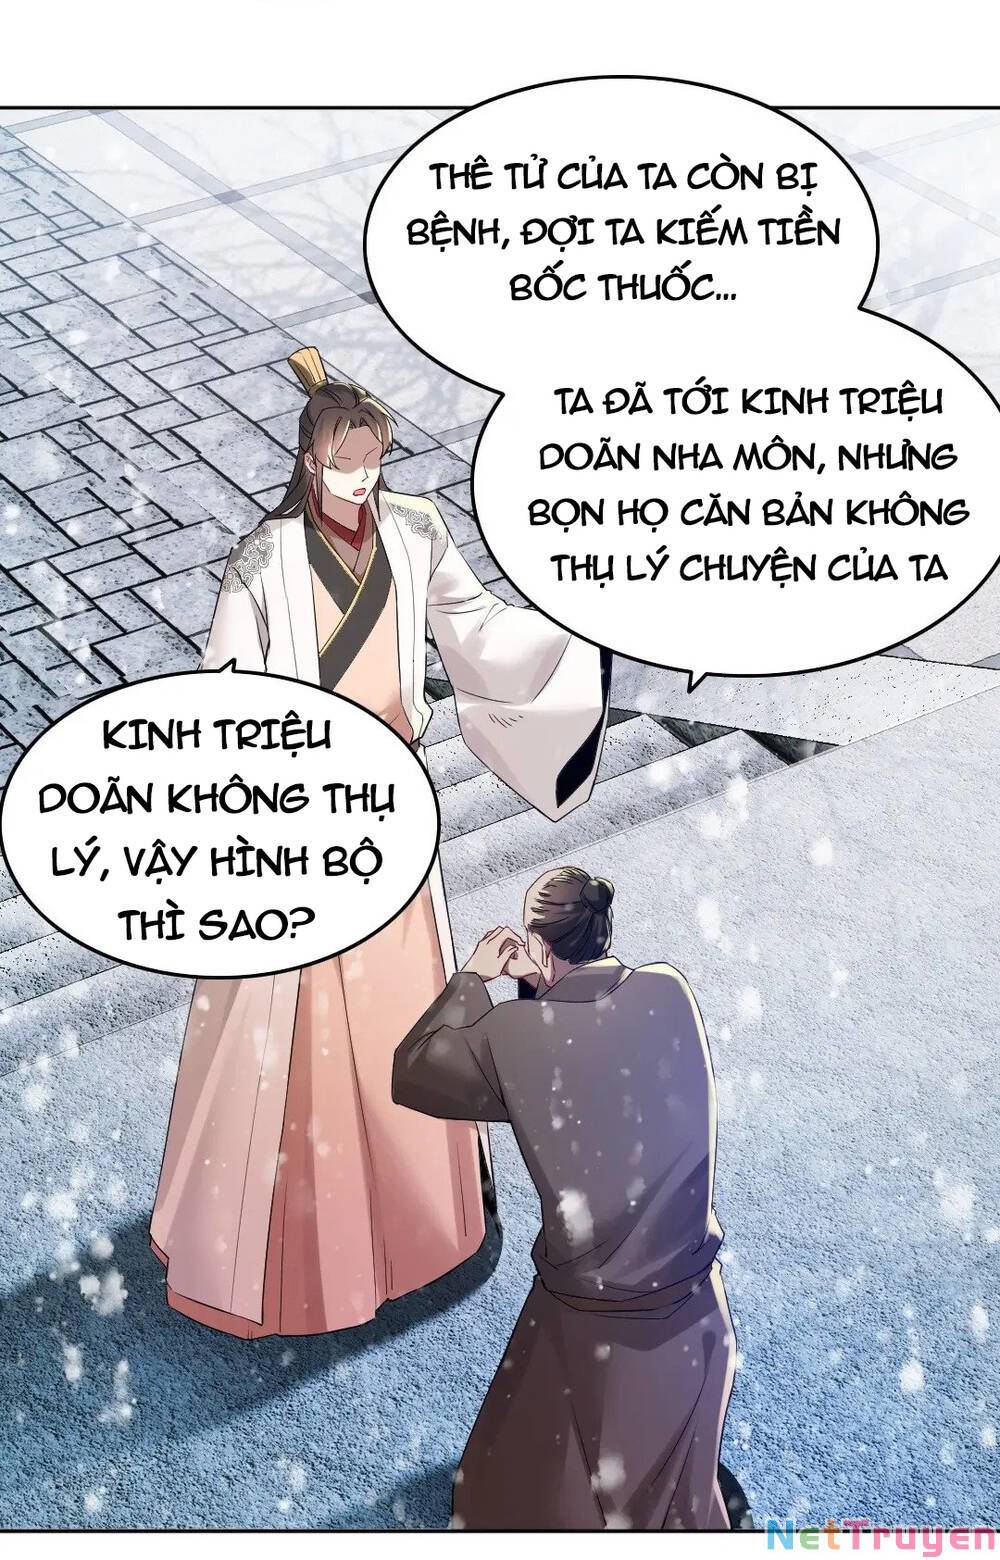 THÊ TỬ CỦA TA CÒN BỊ
BỆNH, ĐỢI TA KIẾM TIỀN
BỐC THUỐC...
TA ĐÃ TỚI KINH TRIỆU
DOÃN NHA MÔN, NHƯNG
BỌN HỌ CĂN BẢN KHÔNG
THỤ LÝ CHUYỆN CỦA TA
KINH TRIỆU
DOÃN KHÔNG THỤ
LÝ, VẬY HÌNH BỘ
THÌ SAO?
NetTruyen